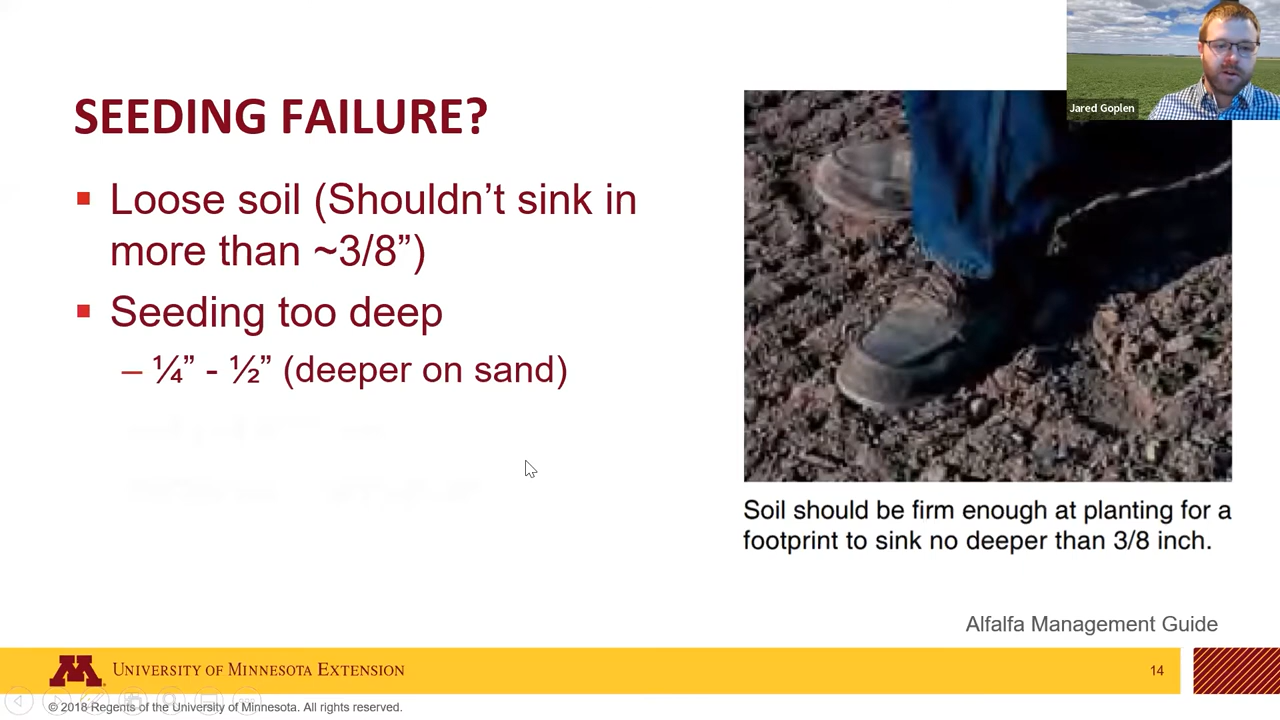 Jared Goplen
SEEDING FAILURE?
Loose soil (Shouldn’t sink in
more than ~3/8”)
Seeding too deep
– ¼” - ½” (deeper on sand)
Soil should be firm enough at planting for a
footprint to sink no deeper than 3/8 inch.
Alfalfa Management Guide
M
UNIVERSITY OF MINNESOTA EXTENSION
14
© 2018 Regents of the University of Minnesota. All rights reserved.